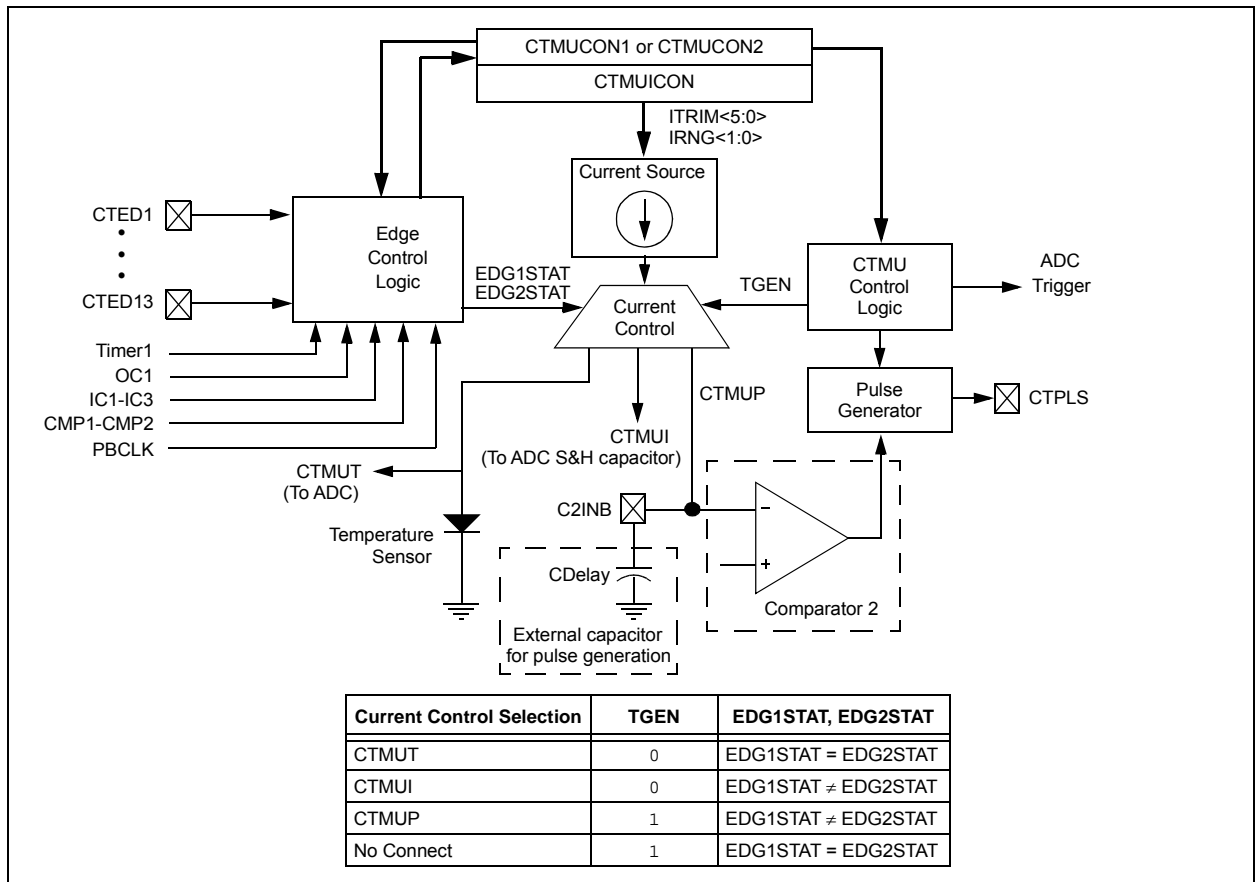 CTMUCON1 or CTMUCON2
CTMUICON
ITRIM<5:0>
IRNG<1:0>
Current Source
CTED1
CTED13
Edge
Control
Logic
EDG1STAT
EDG2STAT
Current
Control
TGEN
CTMU
Control
Logic
ADC
Trigger
Timer1
OC1
IC1-IC3
CMP1-CMP2
PBCLK
CTMUP
Pulse
Generator
CTPLS
CTMUI
(To ADC S&H capacitor)
CTMUT
(To ADC)
C2INB
Temperature
Sensor
CDelay
External capacitor
for pulse generation
−
+
Comparator 2
Current Control Selection TGEN EDG1STAT, EDG2STAT
CTMUT 0 EDG1STAT = EDG2STAT
CTMUI 0 EDG1STAT ≠ EDG2STAT
CTMUP 1 EDG1STAT ≠ EDG2STAT
No Connect 1 EDG1STAT = EDG2STAT